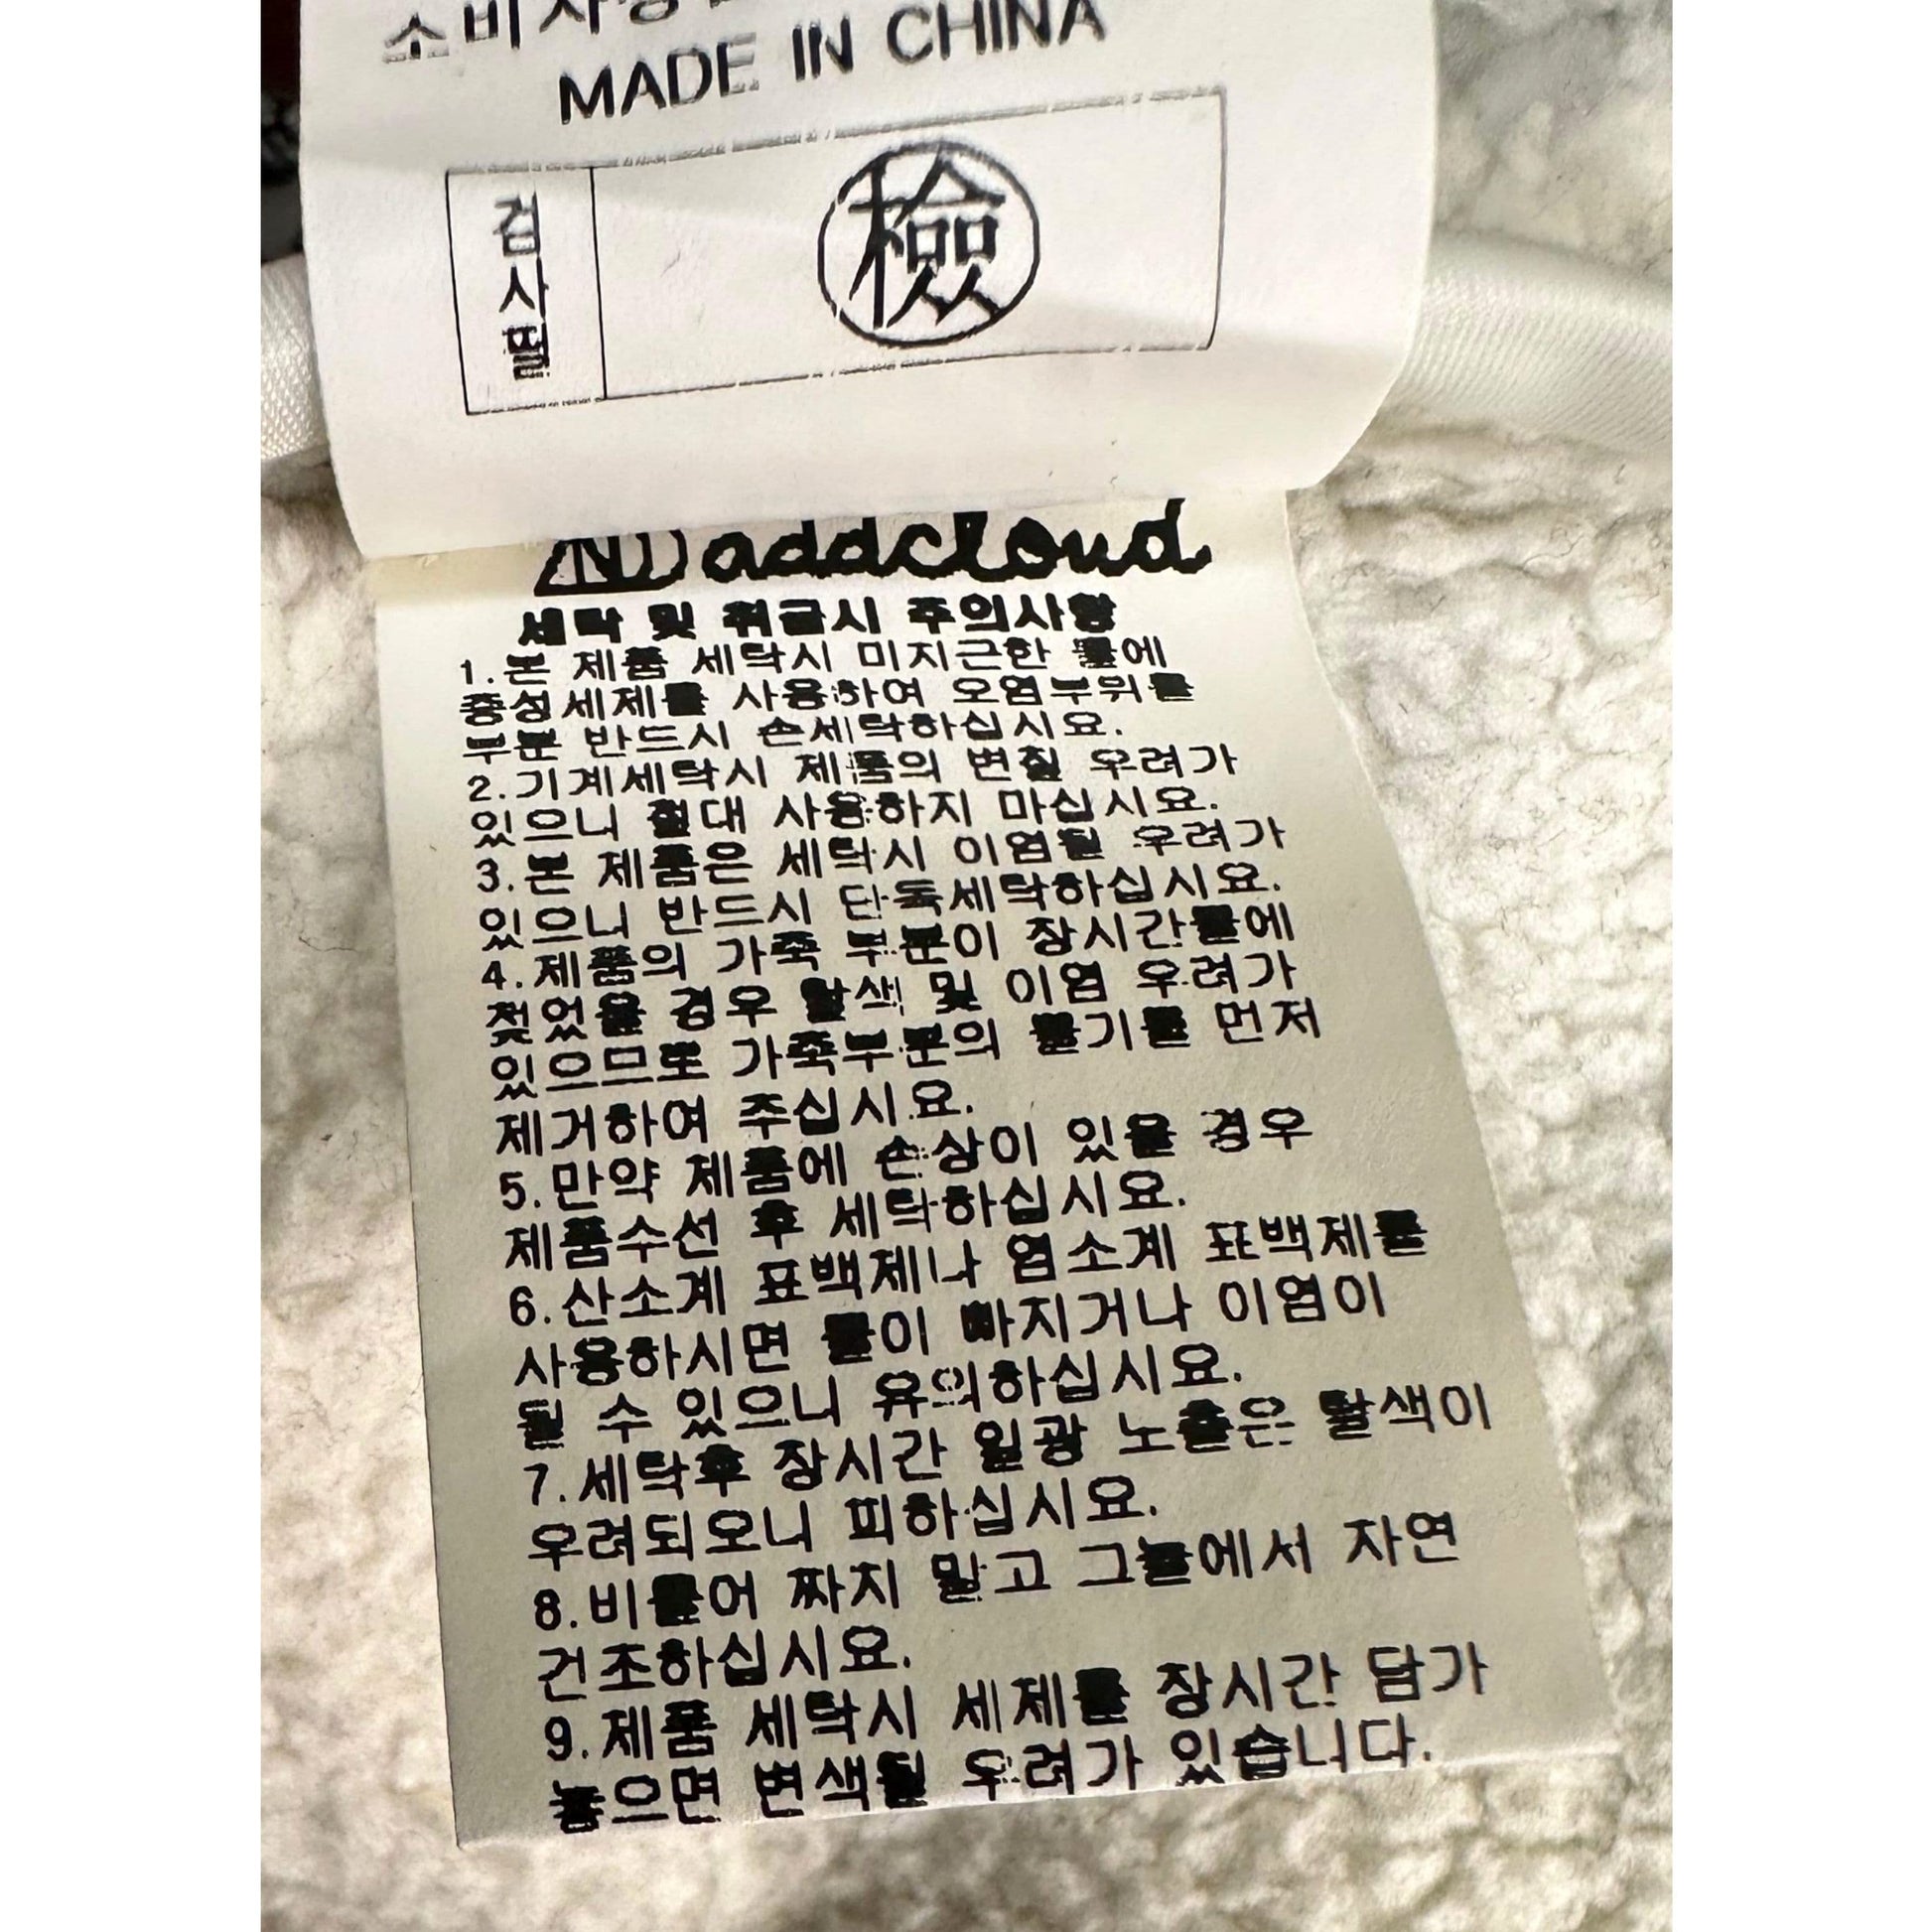 MADE IN CHINA
검
사
필
檢
addcloud
세탁 및 취급시 주의사항
1.본 제품 세탁시 미지근한 물에
중성세제를 사용하여 오염부위를
부분 반드시 손세탁하십시요.
2.기계세탁시 제품의 변질 우려가
있으니 절대 사용하지 마십시요.
3.본 제품은 세탁시 이염될 우려가
있으니 반드시 단독세탁하십시요.
4.제품의 가죽 부분이 장시간물에
젖었을 경우 탈색 및 이염 우려가
있으므로 가죽부분의 물기를 먼저
제거하여 주십시요.
5.만약 제품에 손상이 있을 경우
제품수선 후 세탁하십시요.
6.산소계 표백제나 염소계 표백제를
사용하시면 물이 빠지거나 이염이
될 수 있으니 유의하십시요.
7.세탁후 장시간 일광 노출은 탈색이
우려되오니 피하십시요.
8.비틀어 짜지 말고 그늘에서 자연
건조하십시요.
9.제품 세탁시 세제를 장시간 담가
놓으면 변색될 우려가 있습니다.